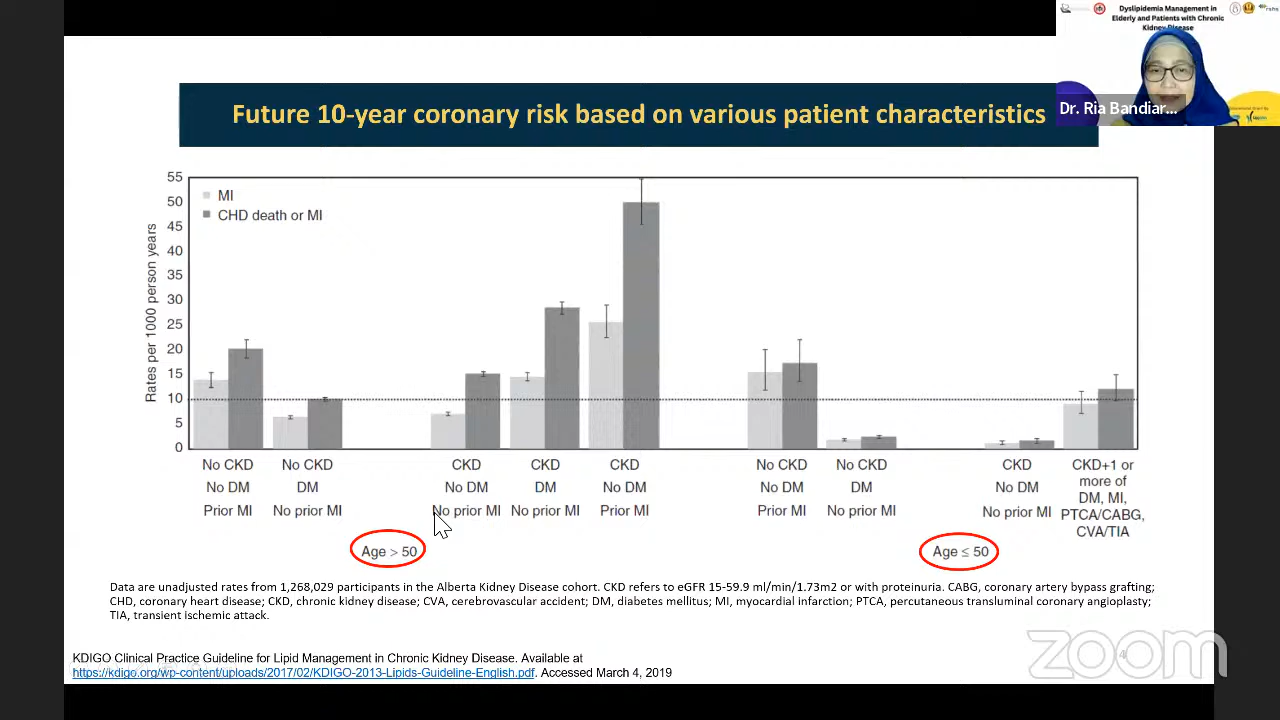 Dyslipidemia Management in
Elderly and Patients with Chronic
Kidney Disease
Dr. Ria Bandiar...
Future 10-year coronary risk based on various patient characteristics
MI
CHD death or MI
Rates per 1000 person years
55
50
45
40
35
30
25
20
15
10
5
0
No CKD
No DM
Prior MI
No CKD
DM
No prior MI
CKD
No DM
No prior MI
CKD
DM
No prior MI
CKD
No DM
Prior MI
No CKD
No DM
Prior MI
No CKD
DM
No prior MI
CKD
No DM
No prior MI
CKD+1 or
more of
DM, MI,
PTCA/CABG,
CVA/TIA
Age > 50
Age ≤ 50
Data are unadjusted rates from 1,268,029 participants in the Alberta Kidney Disease cohort. CKD refers to eGFR 15-59.9 ml/min/1.73m2 or with proteinuria. CABG, coronary artery bypass grafting;
CHD, coronary heart disease; CKD, chronic kidney disease; CVA, cerebrovascular accident; DM, diabetes mellitus; MI, myocardial infarction; PTCA, percutaneous transluminal coronary angioplasty;
TIA, transient ischemic attack.
KDIGO Clinical Practice Guideline for Lipid Management in Chronic Kidney Disease. Available at
https://kdigo.org/wp-content/uploads/2017/02/KDIGO-2013-Lipids-Guideline-English.pdf. Accessed March 4, 2019
zoom